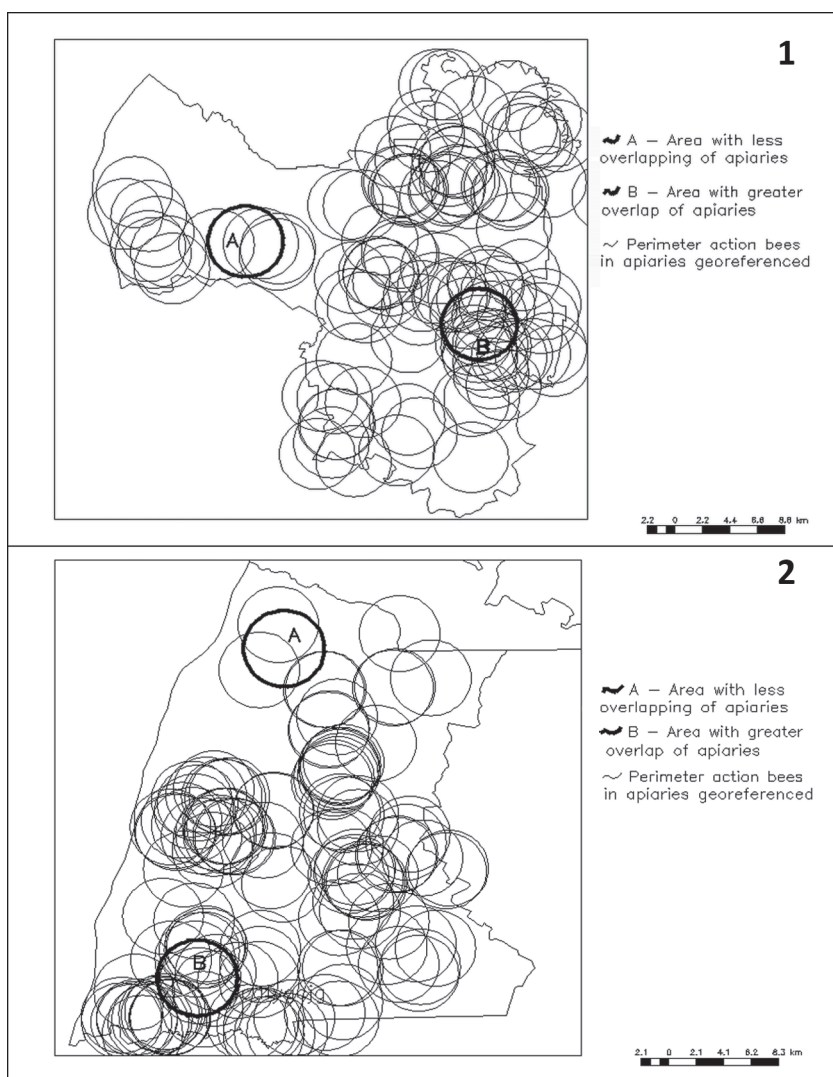 1
A – Area with less
overlapping of apiaries
B – Area with greater
overlap of apiaries
Perimeter action bees
in apiaries georeferenced
A
B
2.2 0 2.2 4.4 6.6 8.8 km
2
A – Area with less
overlapping of apiaries
B – Area with greater
overlap of apiaries
Perimeter action bees
in apiaries georeferenced
A
B
2.1 0 2.1 4.1 6.2 8.3 km